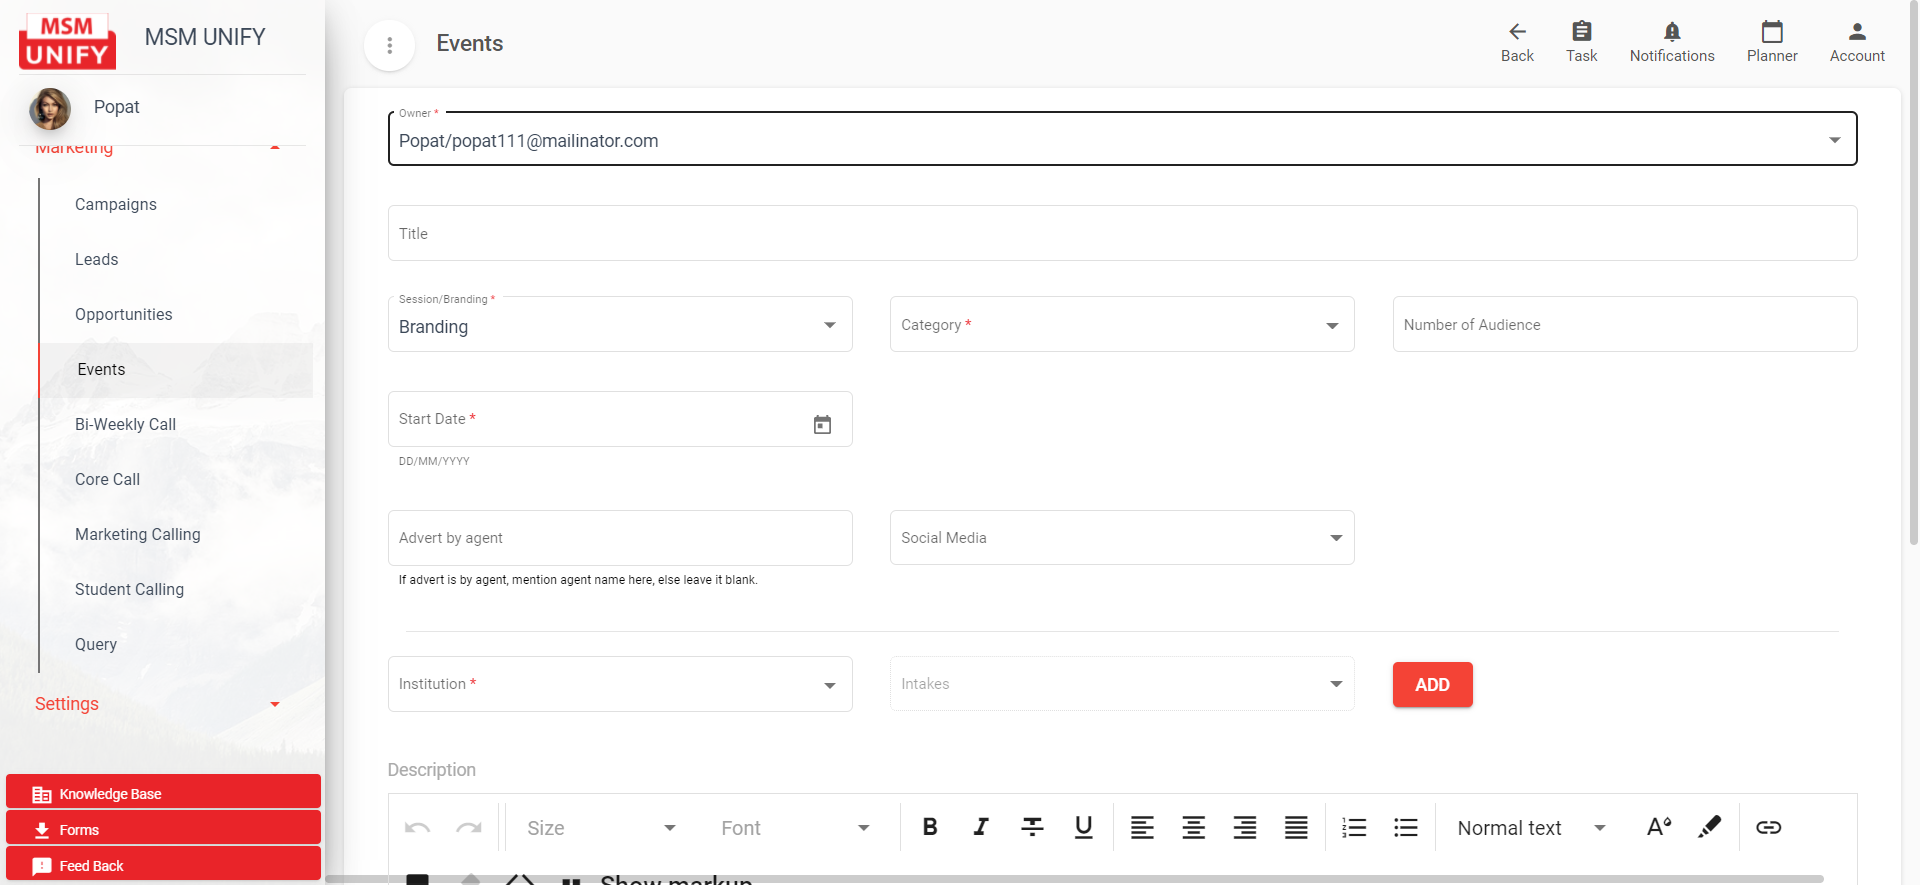 MSM
UNIFY
MSM UNIFY
Popat
Marketing
Campaigns
Leads
Opportunities
Events
Bi-Weekly Call
Core Call
Marketing Calling
Student Calling
Query
Settings
Knowledge Base
Forms
Feed Back
Events
Back
Task
Notifications
Planner
Account
Owner *
Popat/popat111@mailinator.com
Title
Session/Branding *
Branding
Category *
Number of Audience
Start Date *
DD/MM/YYYY
Advert by agent
If advert is by agent, mention agent name here, else leave it blank.
Social Media
Institution *
Intakes
ADD
Description
Size
Font
Normal text
Show markup